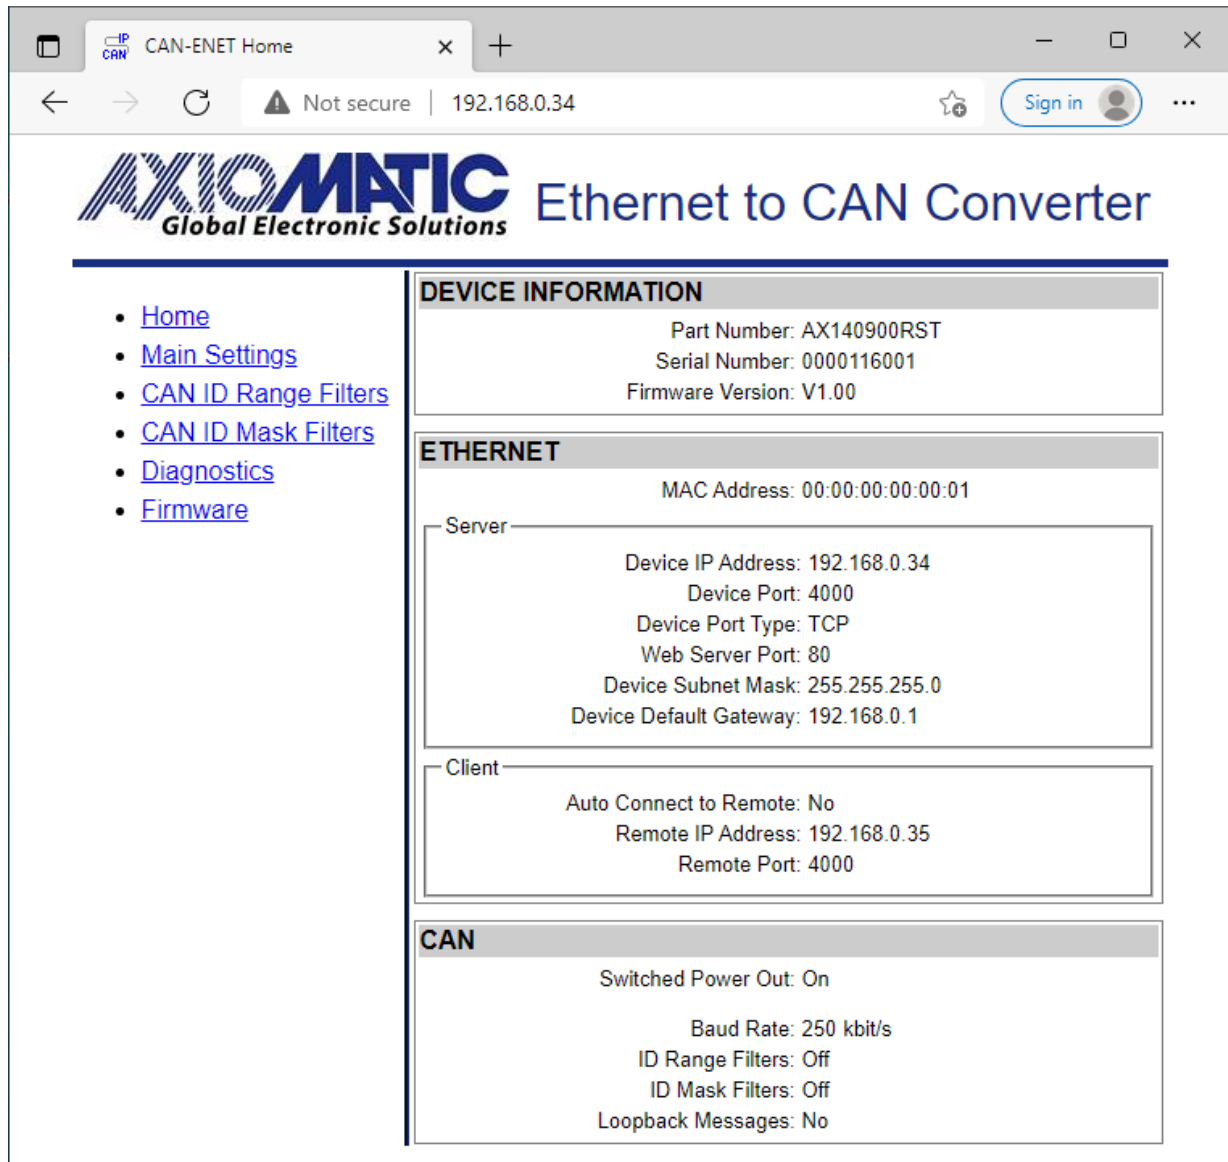 IP
CAN
CAN-ENET Home
Not secure
192.168.0.34
Sign in
AXIOMATIC
Global Electronic Solutions
Ethernet to CAN Converter
Home
Main Settings
CAN ID Range Filters
CAN ID Mask Filters
Diagnostics
Firmware
DEVICE INFORMATION
Part Number: AX140900RST
Serial Number: 0000116001
Firmware Version: V1.00
ETHERNET
MAC Address: 00:00:00:00:00:01
Server
Device IP Address: 192.168.0.34
Device Port: 4000
Device Port Type: TCP
Web Server Port: 80
Device Subnet Mask: 255.255.255.0
Device Default Gateway: 192.168.0.1
Client
Auto Connect to Remote: No
Remote IP Address: 192.168.0.35
Remote Port: 4000
CAN
Switched Power Out: On
Baud Rate: 250 kbit/s
ID Range Filters: Off
ID Mask Filters: Off
Loopback Messages: No